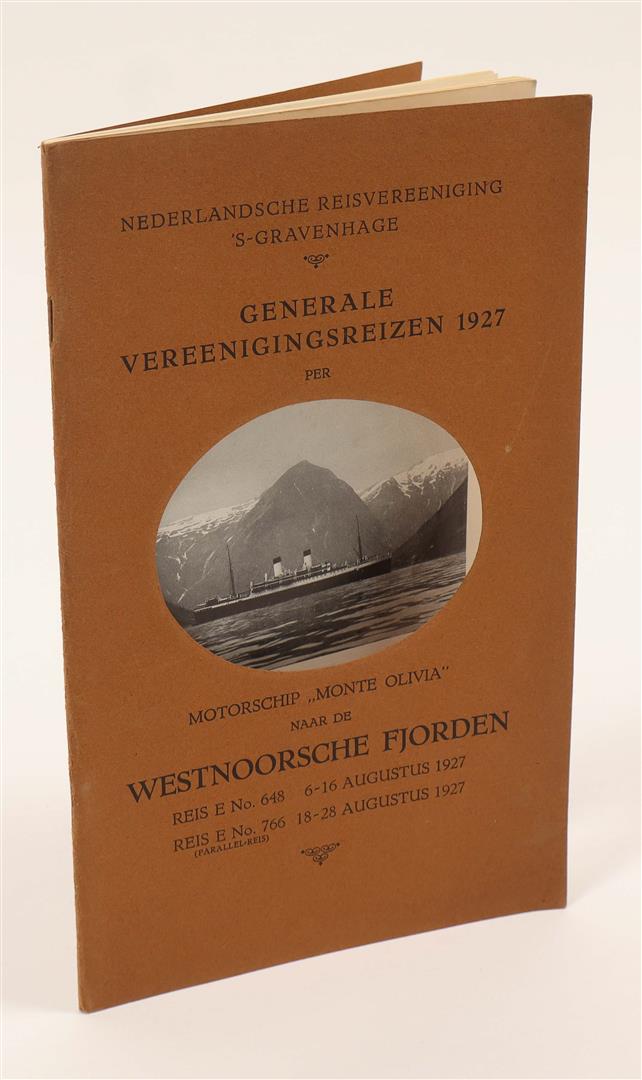 NEDERLANDSCHE REISVEREENIGING
'S-GRAVENHAGE
GENERALE
VEREENIGINGSREIZEN 1927
PER
MOTORSCHIP „MONTE OLIVIA"
NAAR DE
WESTNOORSCHE FJORDEN
REIS E No. 648 6-16 AUGUSTUS 1927
REIS E No. 766 18-28 AUGUSTUS 1927
(PARALLEL-REIS)